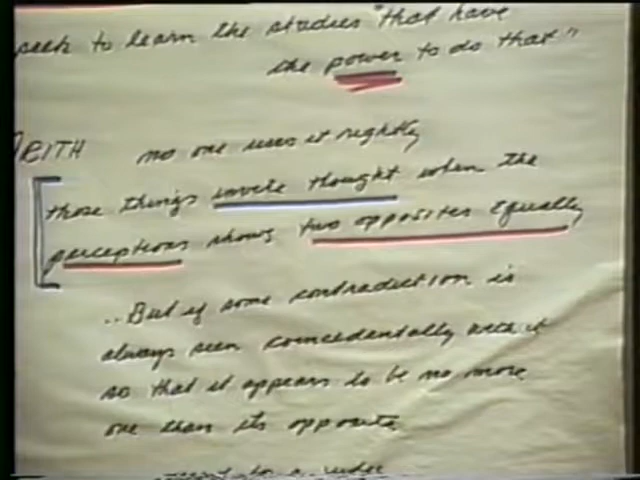 seek to learn the studies "that have
the power to do that"
RITH no one uses it rightly
those things invite thought when the
perceptions shows two opposites equally
..But if some contradiction is
always seen coincedentally with it
so that it appears to be no more
one than its opposite